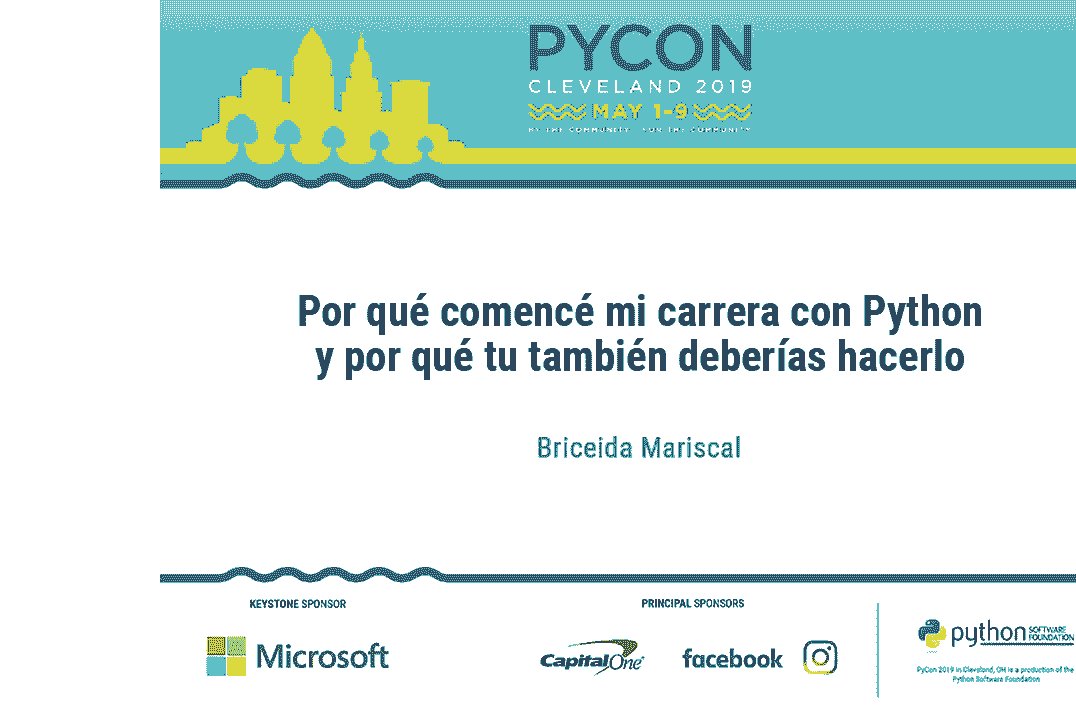 PYCON
CLEVELAND 2019
MAY 1-9
BY THE COMMUNITY FOR THE COMMUNITY
Por qué comencé mi carrera con Python
y por qué tu también deberías hacerlo
Briceida Mariscal
KEYSTONE SPONSOR
PRINCIPAL SPONSORS
Microsoft
CapitalOne
facebook
python SOFTWARE
FOUNDATION
PyCon 2019 in Cleveland, OH is a production of the
Python Software Foundation